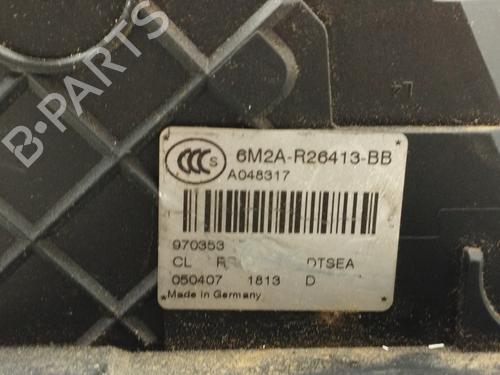 B-PARTS
CCC S 6M2A-R26413-BB
A048317
970353
CL DTSEA
050407 1813 D
Made in Germany